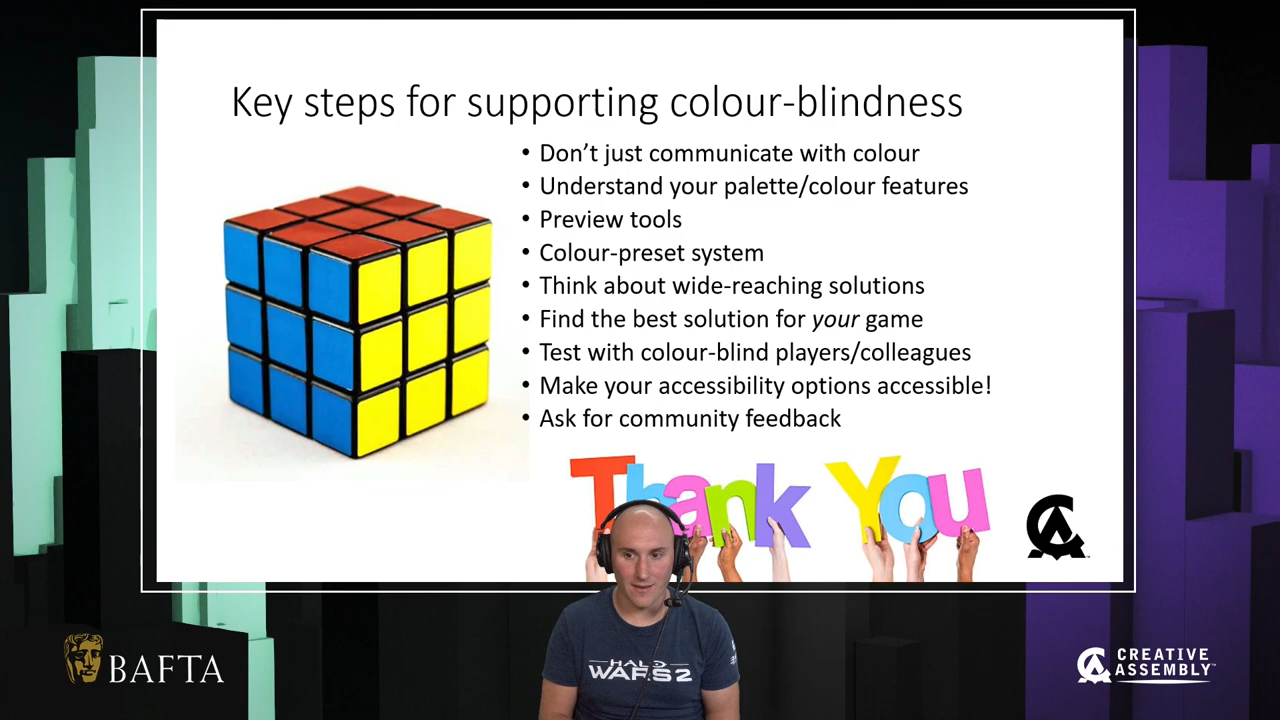 Key steps for supporting colour-blindness
• Don't just communicate with colour
• Understand your palette/colour features
• Preview tools
• Colour-preset system
• Think about wide-reaching solutions
• Find the best solution for your game
• Test with colour-blind players/colleagues
• Make your accessibility options accessible!
• Ask for community feedback
Thank You
HALO
WARS 2
BAFTA
CREATIVE
ASSEMBLY™